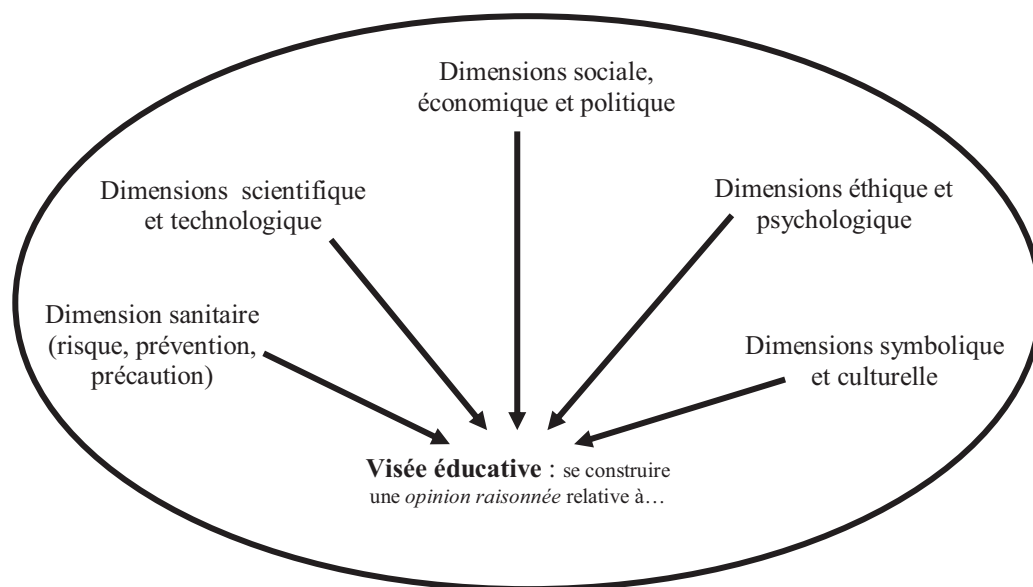 Dimensions sociale,
économique et politique
Dimensions scientifique
et technologique
Dimensions éthique et
psychologique
Dimension sanitaire
(risque, prévention,
précaution)
Dimensions symbolique
et culturelle
Visée éducative : se construire
une opinion raisonnée relative à…